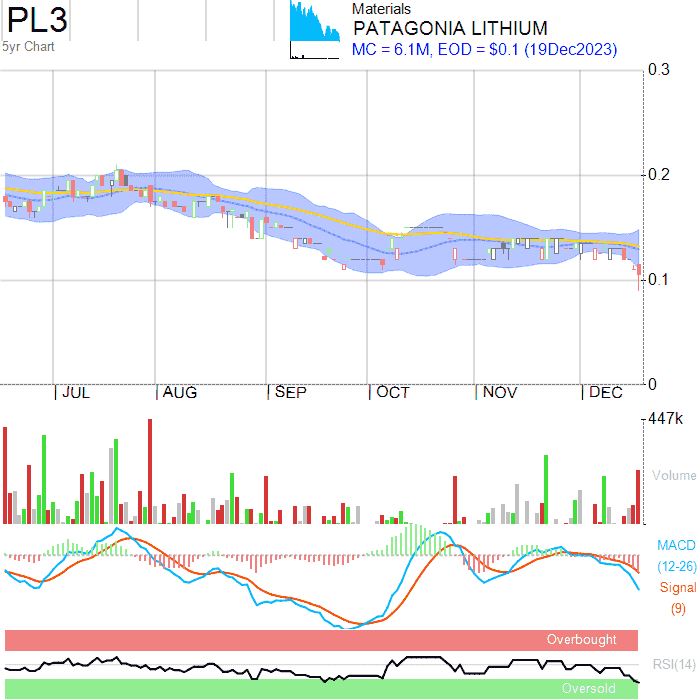 PL3
5yr Chart
Materials
PATAGONIA LITHIUM
MC = 6.1M, EOD = $0.1 (19Dec2023)
0.3
0.2
0.1
0
JUL
AUG
SEP
OCT
NOV
DEC
447k
Volume
MACD
(12-26)
Signal
(9)
Overbought
RSI(14)
Oversold